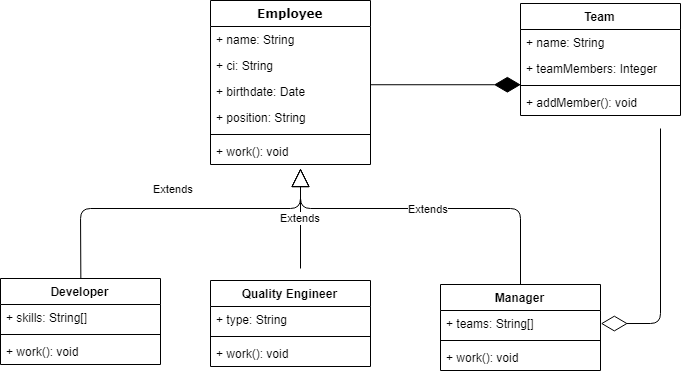 Employee
+ name: String
+ ci: String
+ birthdate: Date
+ position: String
+ work(): void
Team
+ name: String
+ teamMembers: Integer
+ addMember(): void
Extends
Extends
Extends
Developer
+ skills: String[]
+ work(): void
Quality Engineer
+ type: String
+ work(): void
Manager
+ teams: String[]
+ work(): void